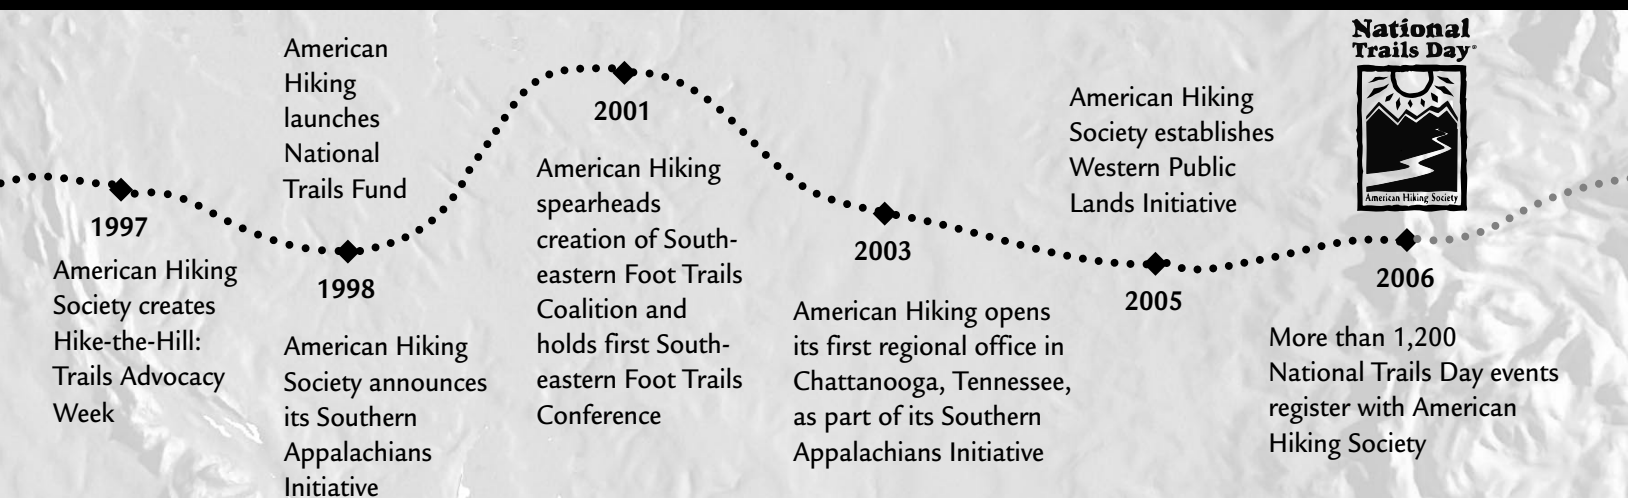 1997
American Hiking
Society creates
Hike-the-Hill:
Trails Advocacy
Week
American
Hiking
launches
National
Trails Fund
1998
American Hiking
Society announces
its Southern
Appalachians
Initiative
2001
American Hiking
spearheads
creation of South-
eastern Foot Trails
Coalition and
holds first South-
eastern Foot Trails
Conference
2003
American Hiking opens
its first regional office in
Chattanooga, Tennessee,
as part of its Southern
Appalachians Initiative
American Hiking
Society establishes
Western Public
Lands Initiative
2005
National
Trails Day®
American Hiking Society
2006
More than 1,200
National Trails Day events
register with American
Hiking Society